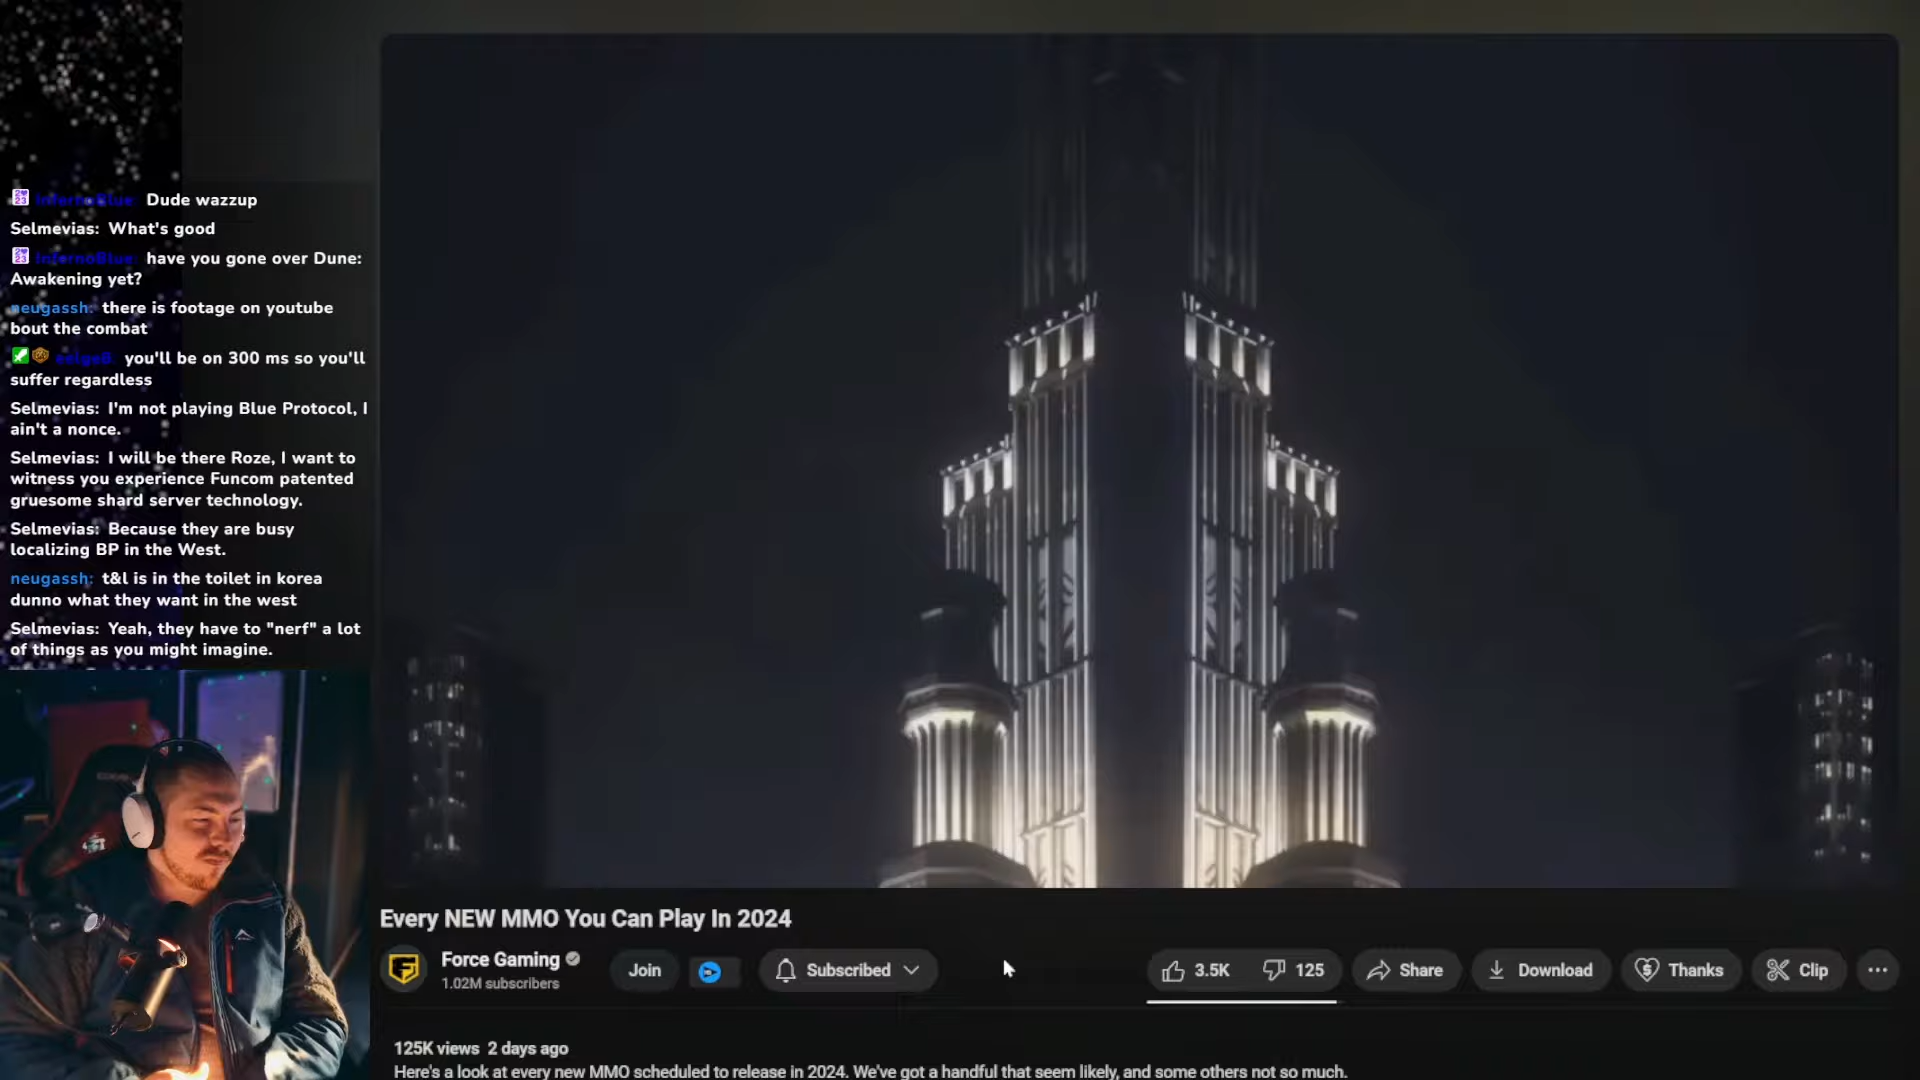 InfernoBlue: Dude wazzup
Selmevias: What's good
InfernoBlue: have you gone over Dune:
Awakening yet?
neugassh: there is footage on youtube
bout the combat
you'll be on 300 ms so you'll
suffer regardless
Selmevias: I'm not playing Blue Protocol, I
ain't a nonce.
Selmevias: I will be there Roze, I want to
witness you experience Funcom patented
gruesome shard server technology.
Selmevias: Because they are busy
localizing BP in the West.
neugassh: t&l is in the toilet in korea
dunno what they want in the west
Selmevias: Yeah, they have to "nerf" a lot
of things as you might imagine.
Every NEW MMO You Can Play In 2024
Force Gaming
1.02M subscribers
Join
Subscribed
3.5K
125
Share
Download
Thanks
Clip
125K views 2 days ago
Here's a look at every new MMO scheduled to release in 2024. We've got a handful that seem likely, and some others not so much.